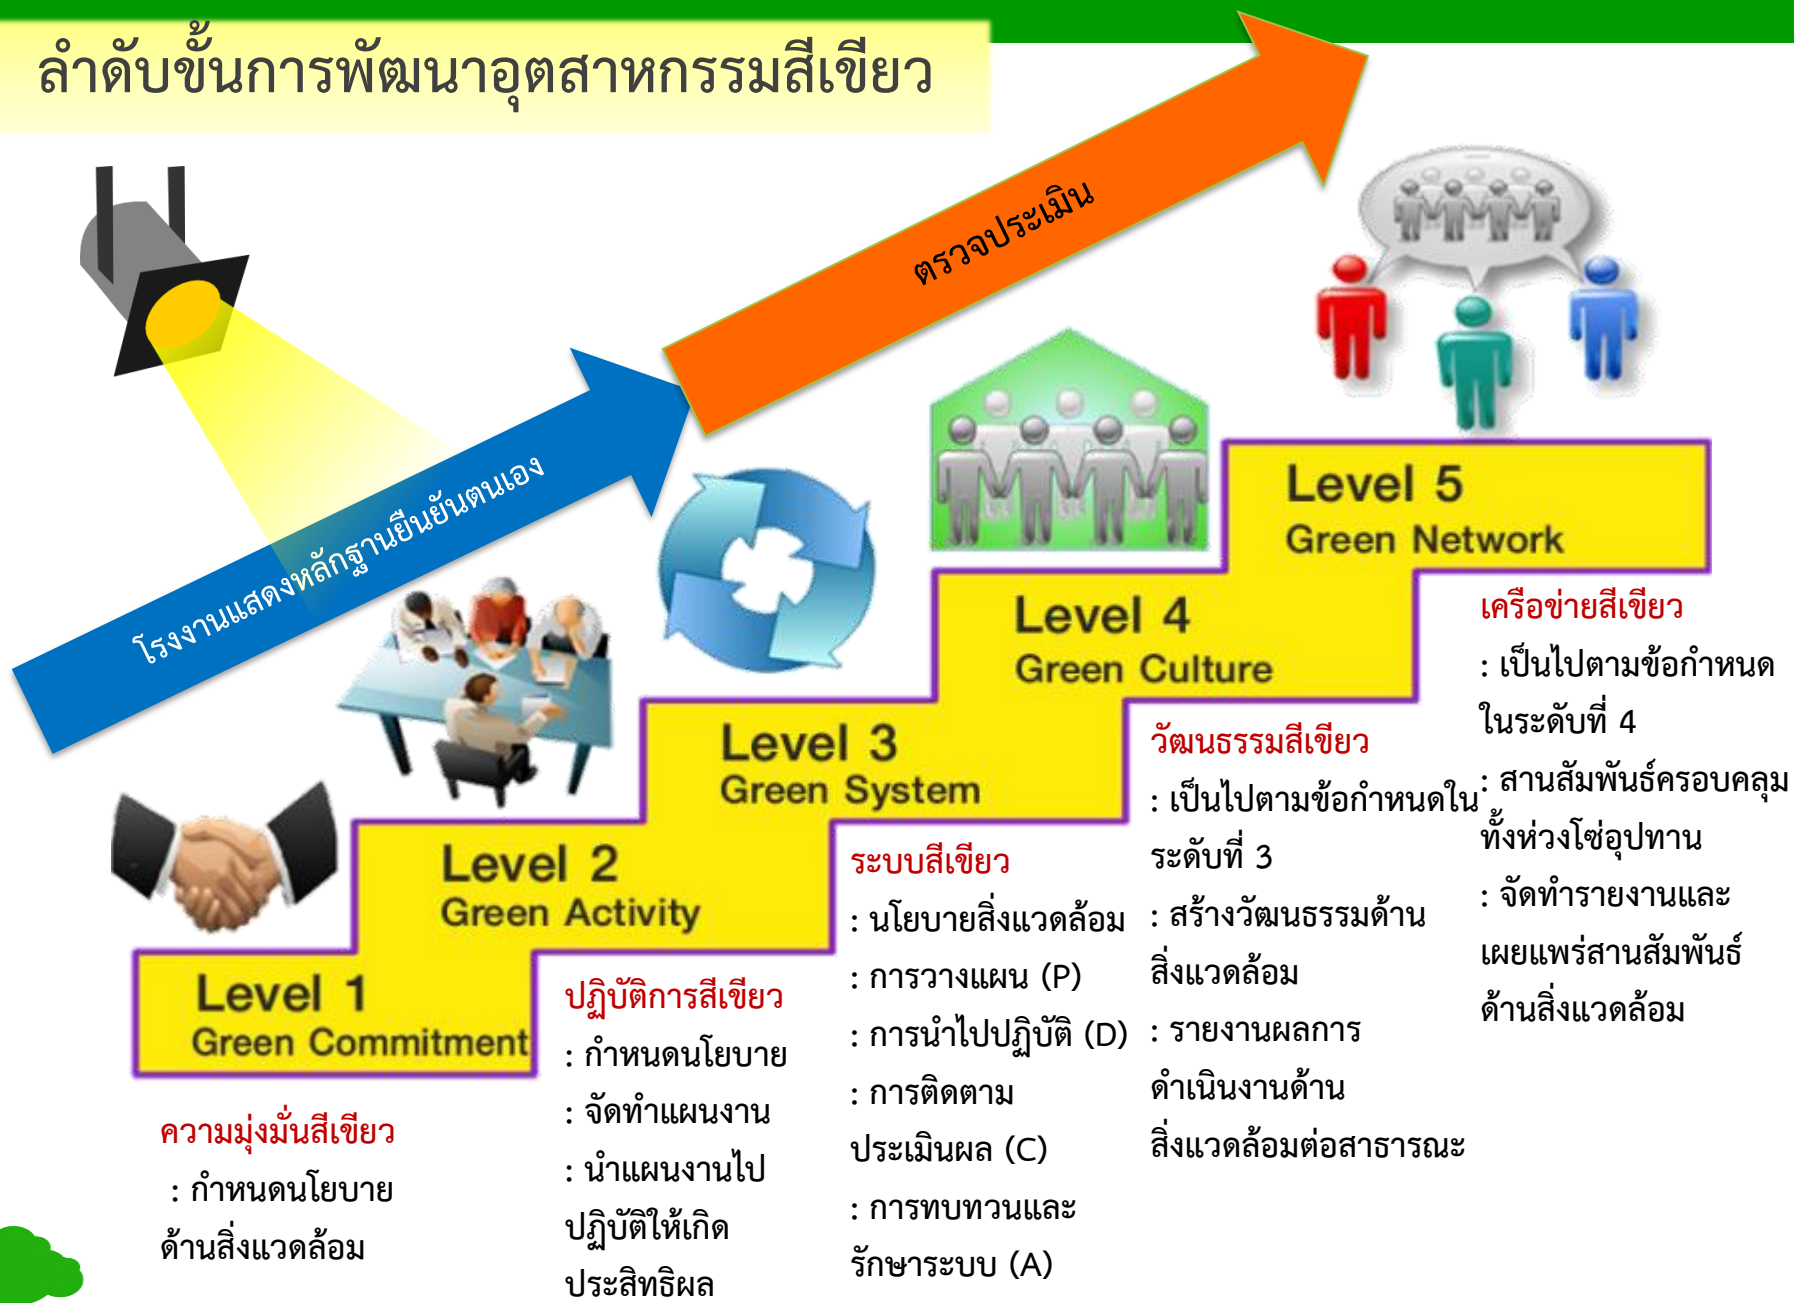 ลำดับขั้นการพัฒนาอุตสาหกรรมสีเขียว
ตรวจประเมิน
โรงงานแสดงหลักฐานยืนยันตนเอง
Level 1
Green Commitment
ความมุ่งมั่นสีเขียว
: กำหนดนโยบาย
ด้านสิ่งแวดล้อม
Level 2
Green Activity
ปฏิบัติการสีเขียว
: กำหนดนโยบาย
: จัดทำแผนงาน
: นำแผนงานไป
ปฏิบัติให้เกิด
ประสิทธิผล
Level 3
Green System
ระบบสีเขียว
: นโยบายสิ่งแวดล้อม
: การวางแผน (P)
: การนำไปปฏิบัติ (D)
: การติดตาม
ประเมินผล (C)
: การทบทวนและ
รักษาระบบ (A)
Level 4
Green Culture
วัฒนธรรมสีเขียว
: เป็นไปตามข้อกำหนดใน
ระดับที่ 3
: สร้างวัฒนธรรมด้าน
สิ่งแวดล้อม
: รายงานผลการ
ดำเนินงานด้าน
สิ่งแวดล้อมต่อสาธารณะ
Level 5
Green Network
เครือข่ายสีเขียว
: เป็นไปตามข้อกำหนด
ในระดับที่ 4
: สานสัมพันธ์ครอบคลุม
ทั้งห่วงโซ่อุปทาน
: จัดทำรายงานและ
เผยแพร่สานสัมพันธ์
ด้านสิ่งแวดล้อม